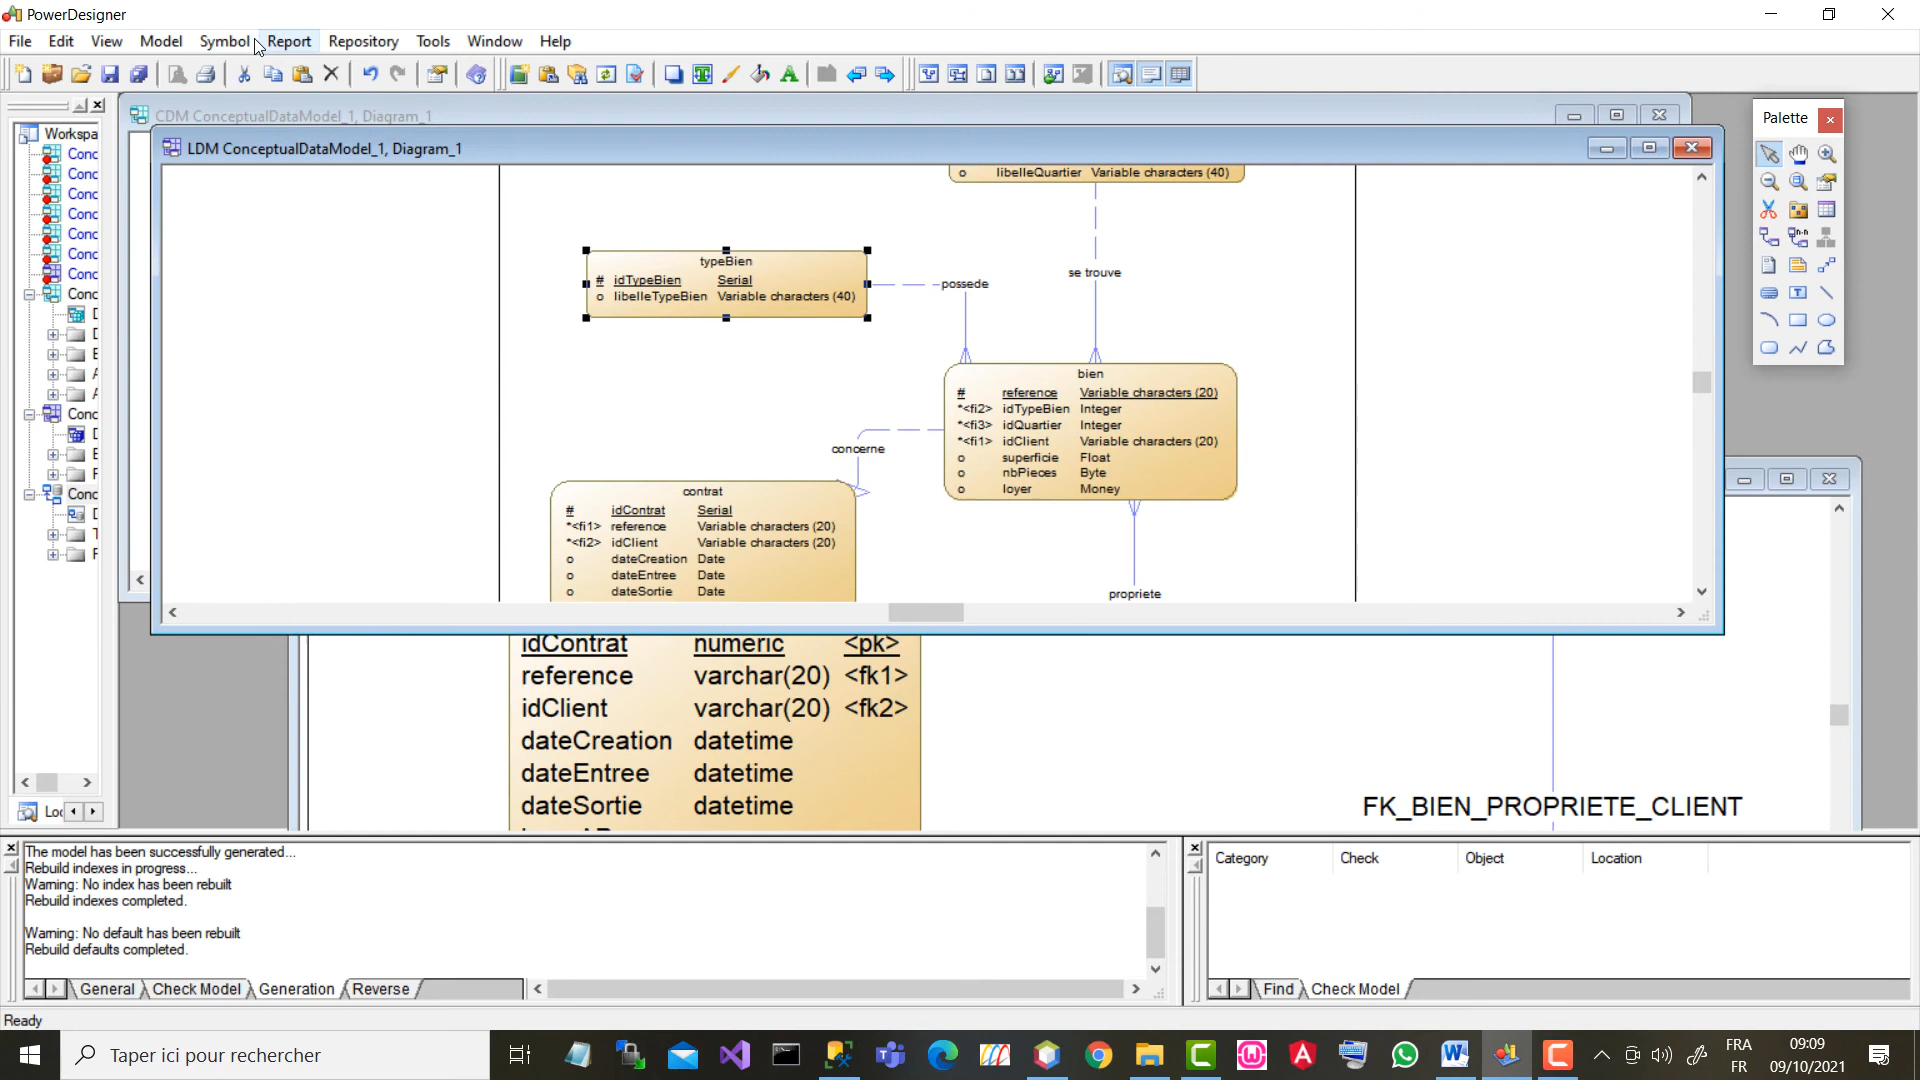 PowerDesigner
File Edit View Model Symbol Report Repository Tools Window Help
CDM ConceptualDataModel_1, Diagram_1
LDM ConceptualDataModel_1, Diagram_1
Palette
Workspa
Conc
Conc
Conc
Conc
Conc
Conc
Conc
Conc
D
D
E
A
A
Conc
D
E
F
Conc
D
T
F
Loc
libelleQuartier Variable characters (40)
o
typeBien
# idTypeBien Serial
o libelleTypeBien Variable characters (40)
possede
se trouve
bien
# reference Variable characters (20)
*<fi2> idTypeBien Integer
*<fi3> idQuartier Integer
*<fi1> idClient Variable characters (20)
o superficie Float
o nbPieces Byte
o loyer Money
concerne
contrat
# idContrat Serial
*<fi1> reference Variable characters (20)
*<fi2> idClient Variable characters (20)
o dateCreation Date
o dateEntree Date
o dateSortie Date
propriete
idContrat numeric <pk>
reference varchar(20) <fk1>
idClient varchar(20) <fk2>
dateCreation datetime
dateEntree datetime
dateSortie datetime
FK_BIEN_PROPRIETE_CLIENT
The model has been successfully generated...
Rebuild indexes in progress...
Warning: No index has been rebuilt
Rebuild indexes completed.
Warning: No default has been rebuilt
Rebuild defaults completed.
General Check Model Generation Reverse
Category Check Object Location
Find Check Model
Ready
Taper ici pour rechercher
FRA
FR
09:09
09/10/2021